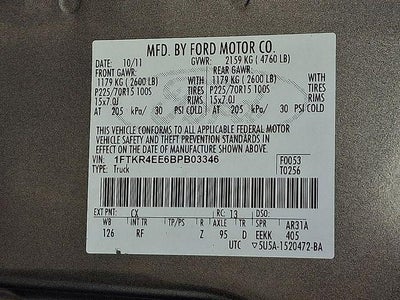 MFD. BY FORD MOTOR CO.
DATE: 10/11 GVWR: 2159 KG ( 4760 LB)
FRONT GAWR: REAR GAWR:
1179 KG ( 2600 LB) WITH 1179 KG ( 2600 LB) WITH
P225/70R15 100S TIRES P225/70R15 100S TIRES
15x7.0J RIMS 15x7.0J RIMS
AT 205 kPa/ 30 PSI COLD AT 205 kPa/ 30 PSI COLD
THIS VEHICLE CONFORMS TO ALL APPLICABLE FEDERAL MOTOR
VEHICLE SAFETY AND THEFT PREVENTION STANDARDS IN
EFFECT ON THE DATE OF MANUFACTURE SHOWN ABOVE.
VIN: 1FTKR4EE6BPB03346 F0053
TYPE: Truck T0256
EXT PNT: CX RC: 13 DSO:
WB INT TR TP/PS R AXLE TR SPR AR31A
126 RF Z 95 D EEKK 405
UTC ▽5U5A-1520472-BA